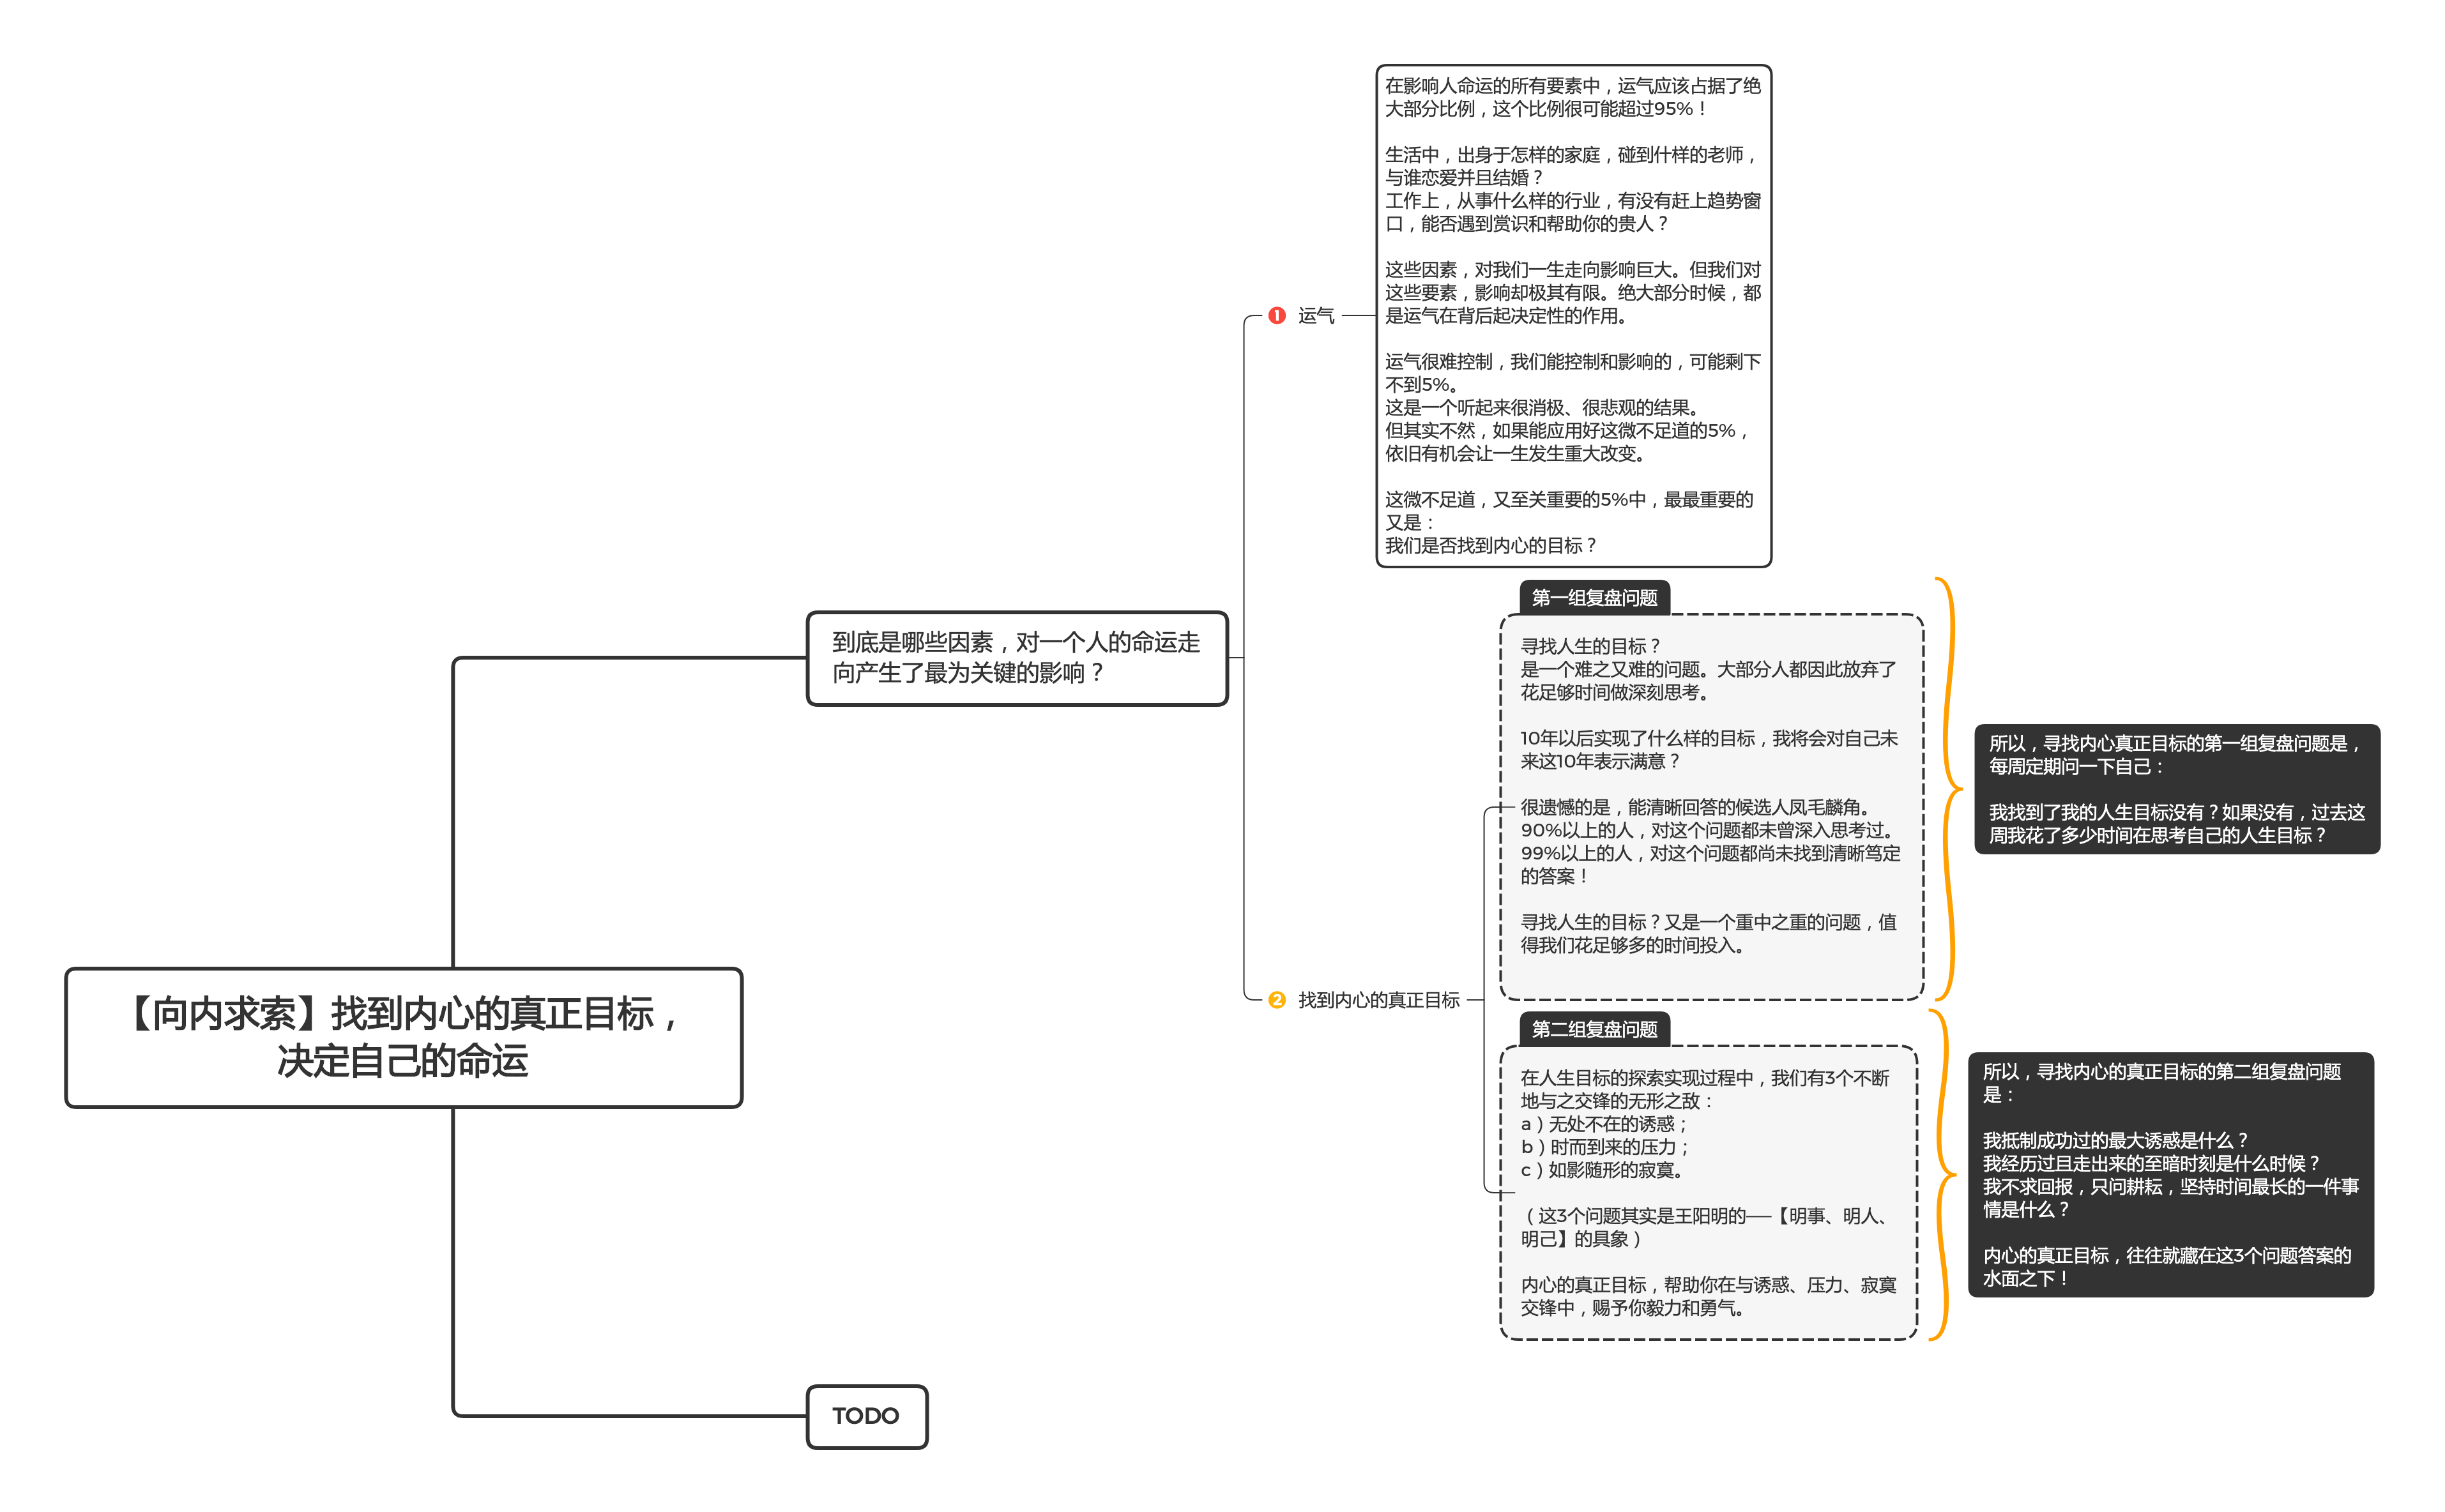 【向内求索】找到内心的真正目标，
决定自己的命运
到底是哪些因素，对一个人的命运走
向产生了最为关键的影响？
1 运气
在影响人命运的所有要素中，运气应该占据了绝
大部分比例，这个比例很可能超过95%！
生活中，出身于怎样的家庭，碰到什样的老师，
与谁恋爱并且结婚？
工作上，从事什么样的行业，有没有赶上趋势窗
口，能否遇到赏识和帮助你的贵人？
这些因素，对我们一生走向影响巨大。但我们对
这些要素，影响却极其有限。绝大部分时候，都
是运气在背后起决定性的作用。
运气很难控制，我们能控制和影响的，可能剩下
不到5%。
这是一个听起来很消极、很悲观的结果。
但其实不然，如果能应用好这微不足道的5%，
依旧有机会让一生发生重大改变。
这微不足道，又至关重要的5%中，最最重要的
又是：
我们是否找到内心的目标？
2 找到内心的真正目标
第一组复盘问题
寻找人生的目标？
是一个难之又难的问题。大部分人都因此放弃了
花足够时间做深刻思考。
10年以后实现了什么样的目标，我将会对自己未
来这10年表示满意？
很遗憾的是，能清晰回答的候选人凤毛麟角。
90%以上的人，对这个问题都未曾深入思考过。
99%以上的人，对这个问题都尚未找到清晰笃定
的答案！
寻找人生的目标？又是一个重中之重的问题，值
得我们花足够多的时间投入。
所以，寻找内心真正目标的第一组复盘问题是，
每周定期问一下自己：
我找到了我的人生目标没有？如果没有，过去这
周我花了多少时间在思考自己的人生目标？
第二组复盘问题
在人生目标的探索实现过程中，我们有3个不断
地与之交锋的无形之敌：
a）无处不在的诱惑；
b）时而到来的压力；
c）如影随形的寂寞。
（这3个问题其实是王阳明的——【明事、明人、
明己】的具象）
内心的真正目标，帮助你在与诱惑、压力、寂寞
交锋中，赐予你毅力和勇气。
所以，寻找内心的真正目标的第二组复盘问题
是：
我抵制成功过的最大诱惑是什么？
我经历过且走出来的至暗时刻是什么时候？
我不求回报，只问耕耘，坚持时间最长的一件事
情是什么？
内心的真正目标，往往就藏在这3个问题答案的
水面之下！
TODO